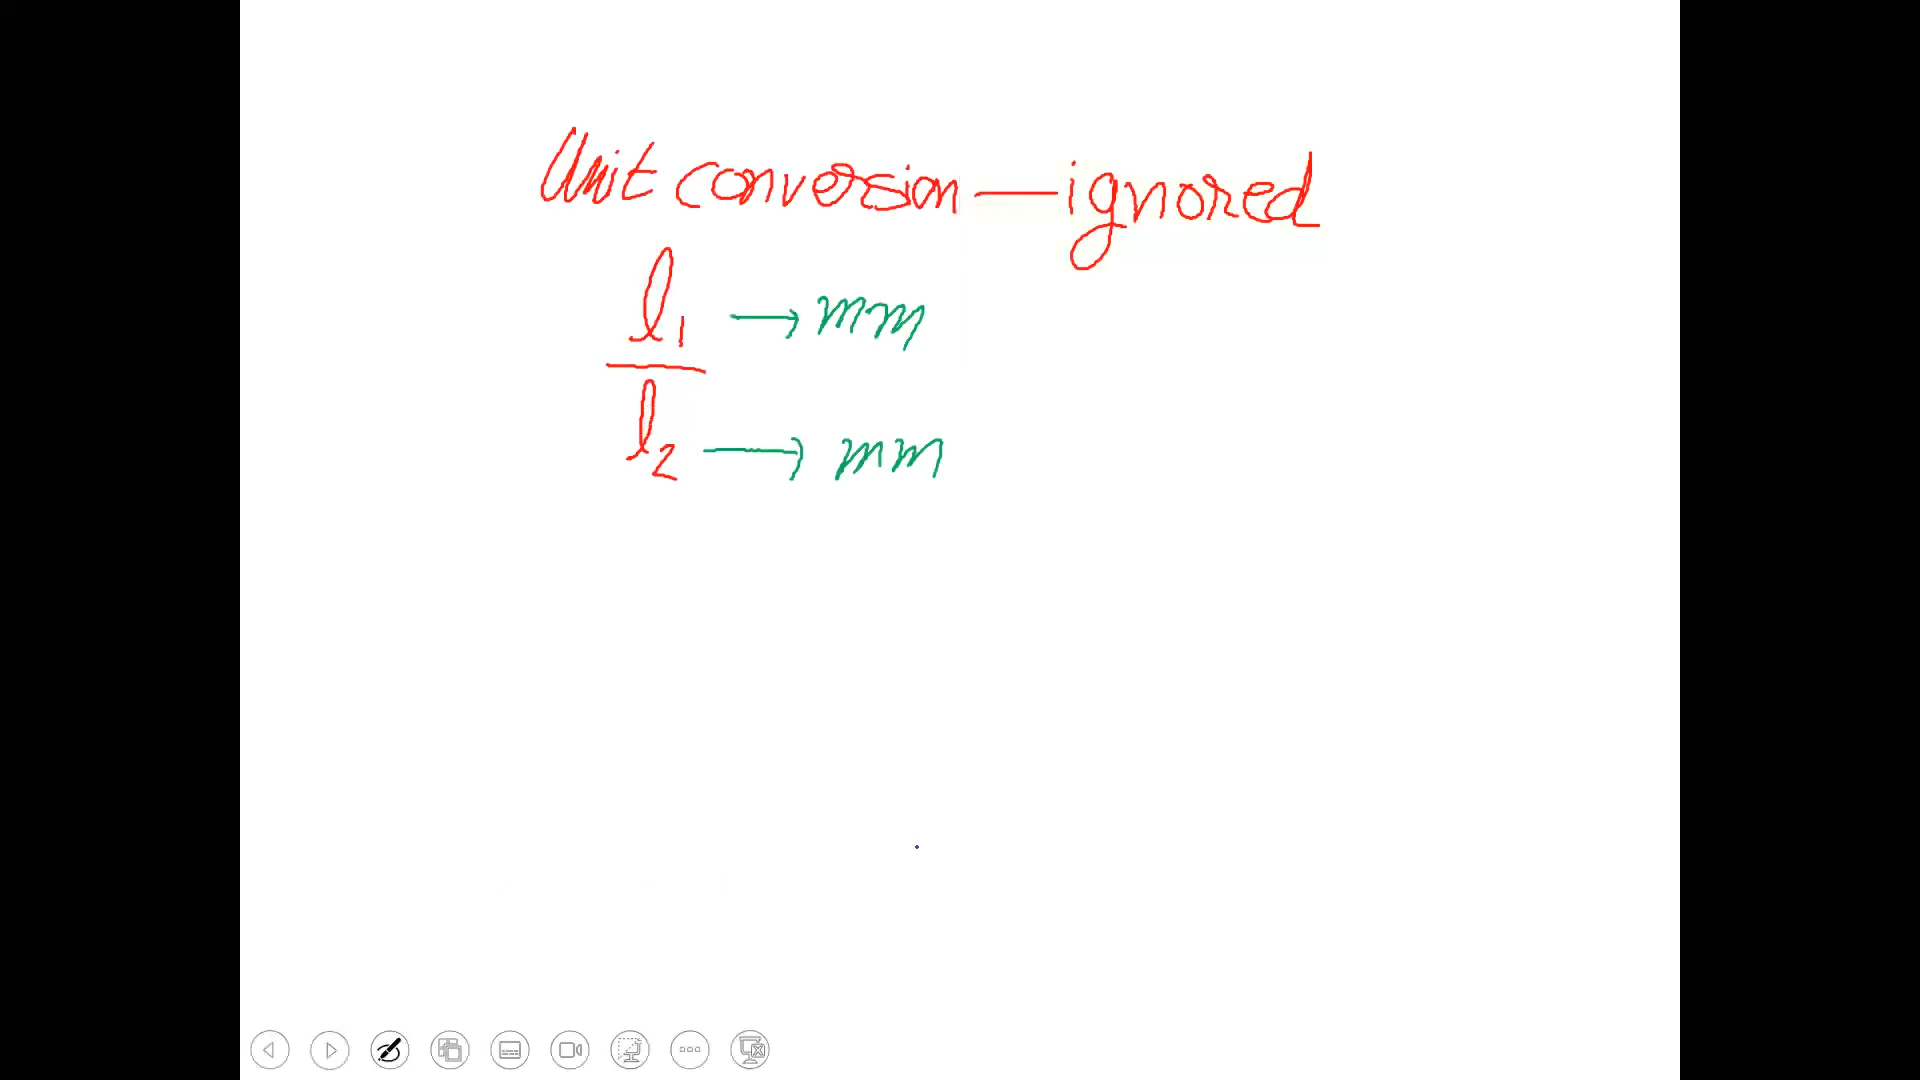 Unit conversion — ignored
l1 → mm
l2 → mm